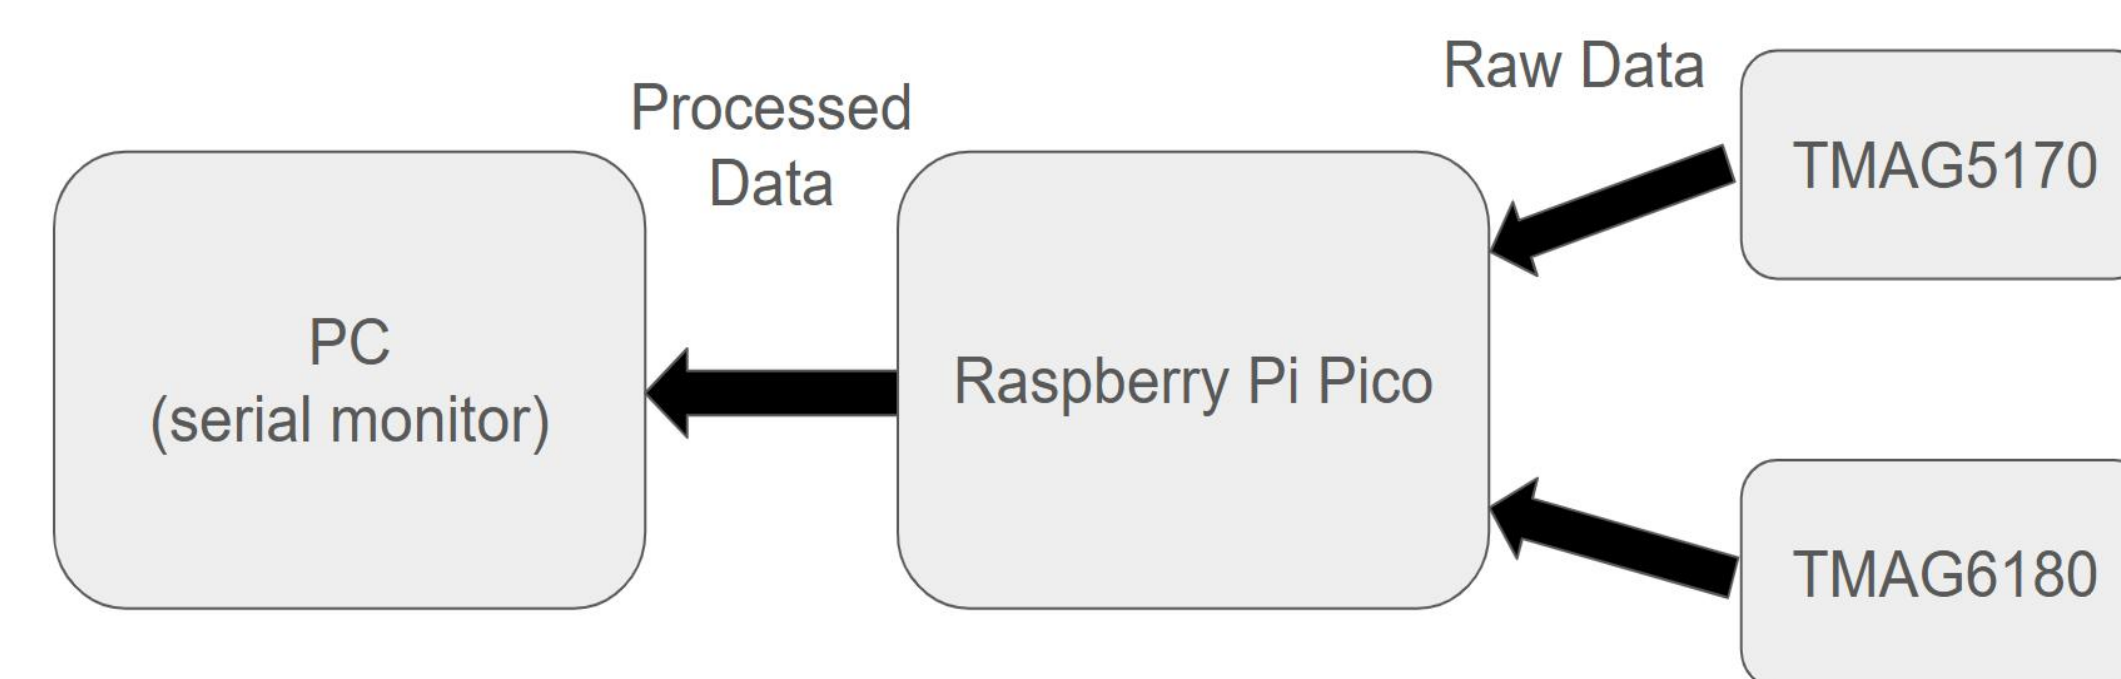 Raw Data
Processed
Data
TMAG5170
PC
(serial monitor)
Raspberry Pi Pico
TMAG6180